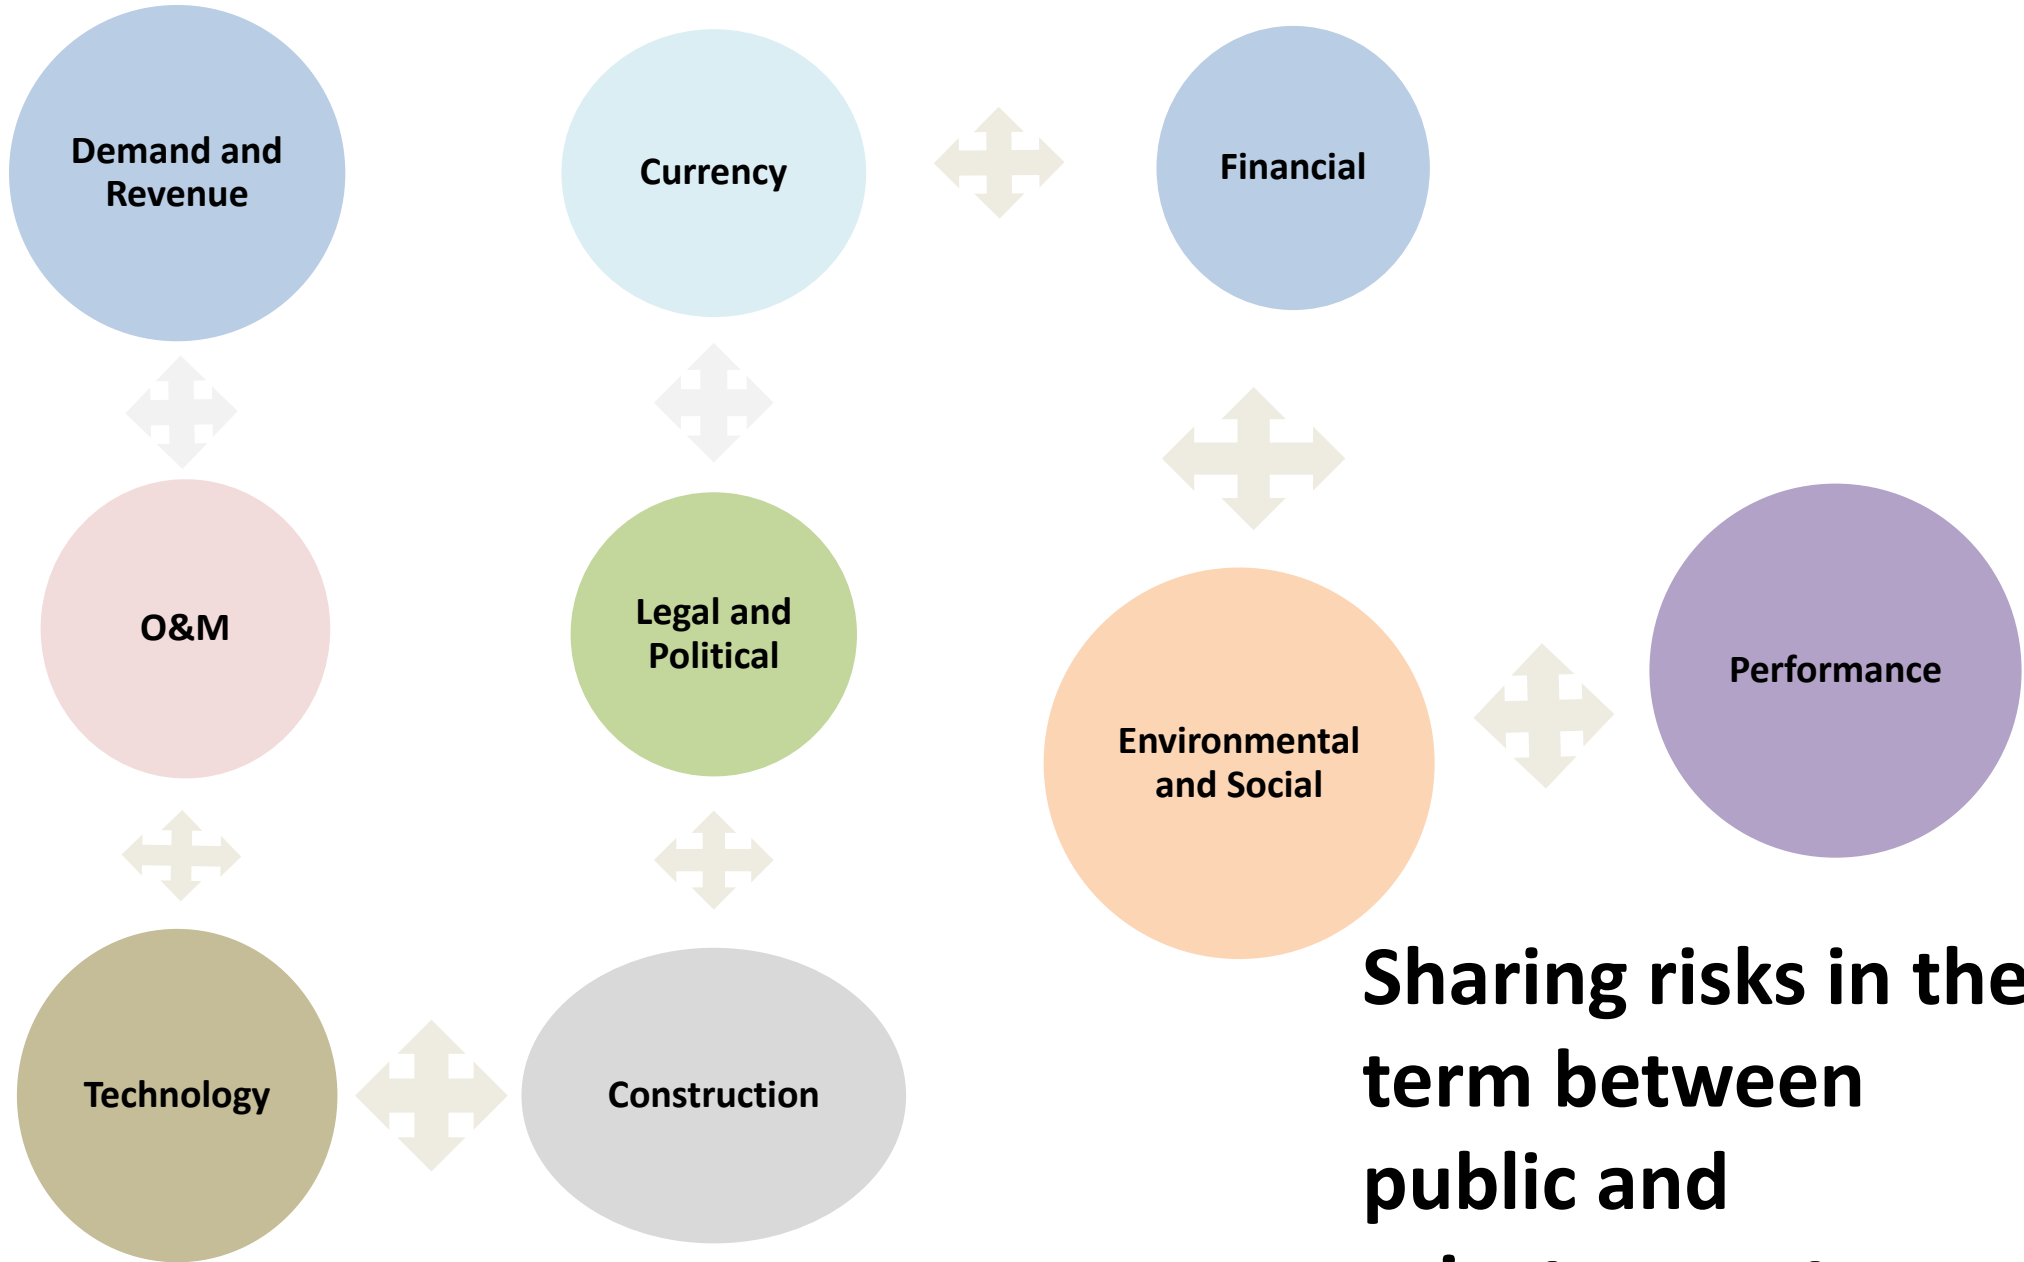 Demand and
Revenue
Currency
Financial
O&M
Legal and
Political
Environmental
and Social
Performance
Technology
Construction
Sharing risks in the
term between
public and